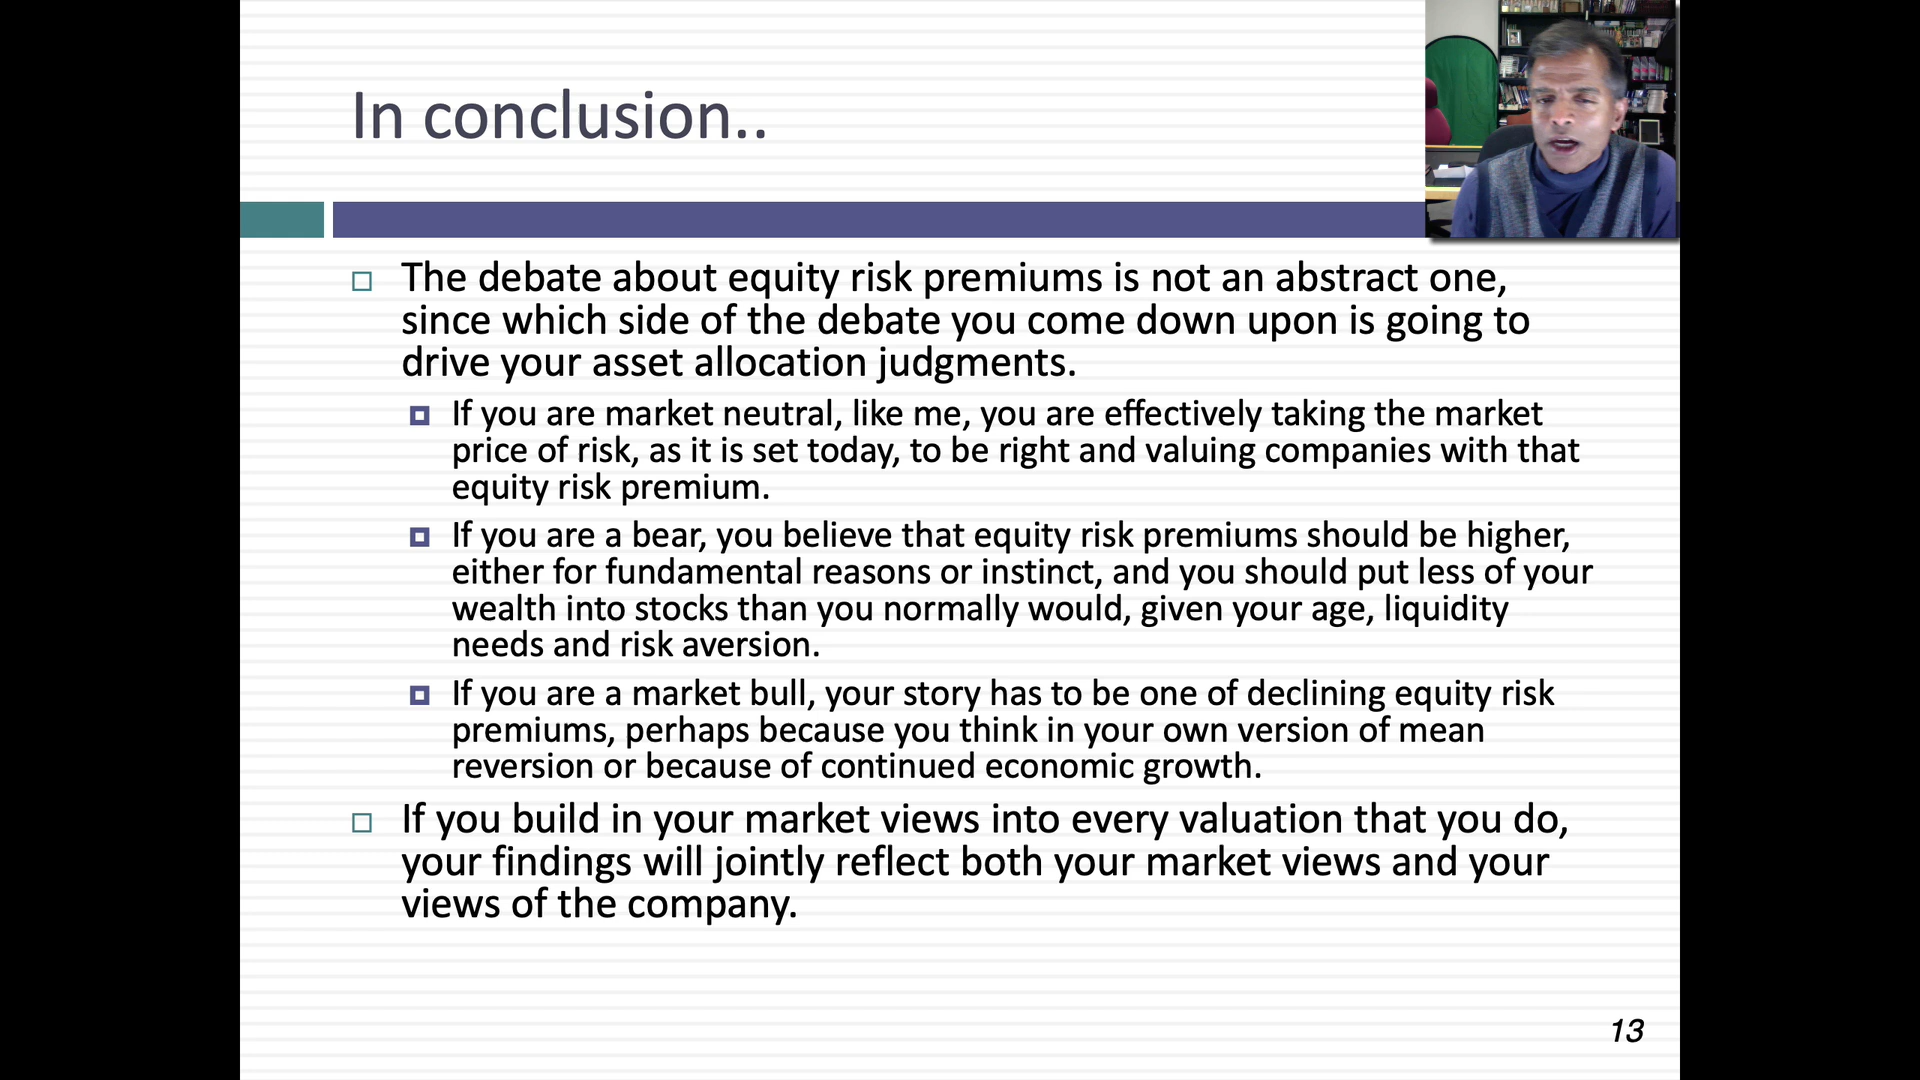 In conclusion..
The debate about equity risk premiums is not an abstract one,
since which side of the debate you come down upon is going to
drive your asset allocation judgments.
If you are market neutral, like me, you are effectively taking the market
price of risk, as it is set today, to be right and valuing companies with that
equity risk premium.
If you are a bear, you believe that equity risk premiums should be higher,
either for fundamental reasons or instinct, and you should put less of your
wealth into stocks than you normally would, given your age, liquidity
needs and risk aversion.
If you are a market bull, your story has to be one of declining equity risk
premiums, perhaps because you think in your own version of mean
reversion or because of continued economic growth.
If you build in your market views into every valuation that you do,
your findings will jointly reflect both your market views and your
views of the company.
13